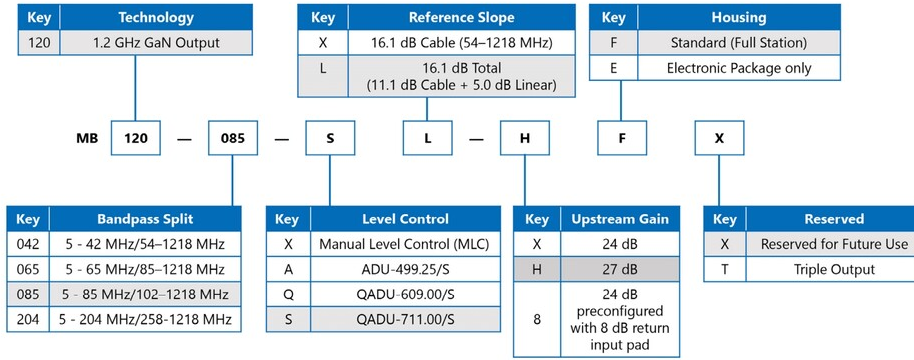 Key Technology
120 1.2 GHz GaN Output
Key Reference Slope
X 16.1 dB Cable (54–1218 MHz)
L 16.1 dB Total
(11.1 dB Cable + 5.0 dB Linear)
Key Housing
F Standard (Full Station)
E Electronic Package only
MB 120 — 085 — S L — H F X
Key Bandpass Split
042 5 - 42 MHz/54–1218 MHz
065 5 - 65 MHz/85–1218 MHz
085 5 - 85 MHz/102–1218 MHz
204 5 - 204 MHz/258-1218 MHz
Key Level Control
X Manual Level Control (MLC)
A ADU-499.25/S
Q QADU-609.00/S
S QADU-711.00/S
Key Upstream Gain
X 24 dB
H 27 dB
8 24 dB
preconfigured
with 8 dB return
input pad
Key Reserved
X Reserved for Future Use
T Triple Output